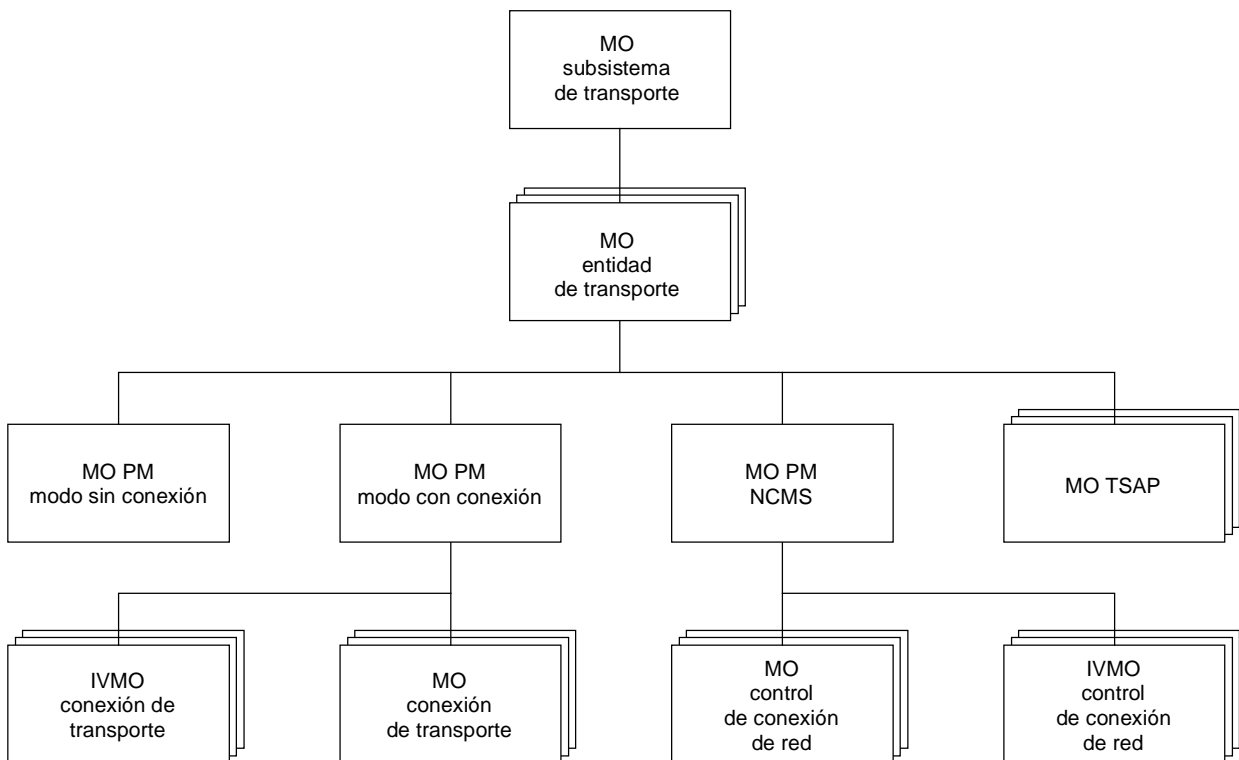 MO
subsistema
de transporte
MO
entidad
de transporte
MO PM
modo sin conexión
MO PM
modo con conexión
MO PM
NCMS
MO TSAP
IVMO
conexión de
transporte
MO
conexión
de transporte
MO
control
de conexión
de red
IVMO
control
de conexión
de red